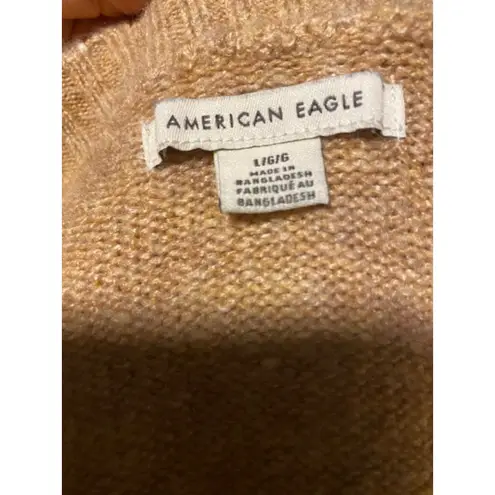 AMERICAN EAGLE
L/G/G
MADE IN
BANGLADESH
FABRIQUÉ AU
BANGLADESH